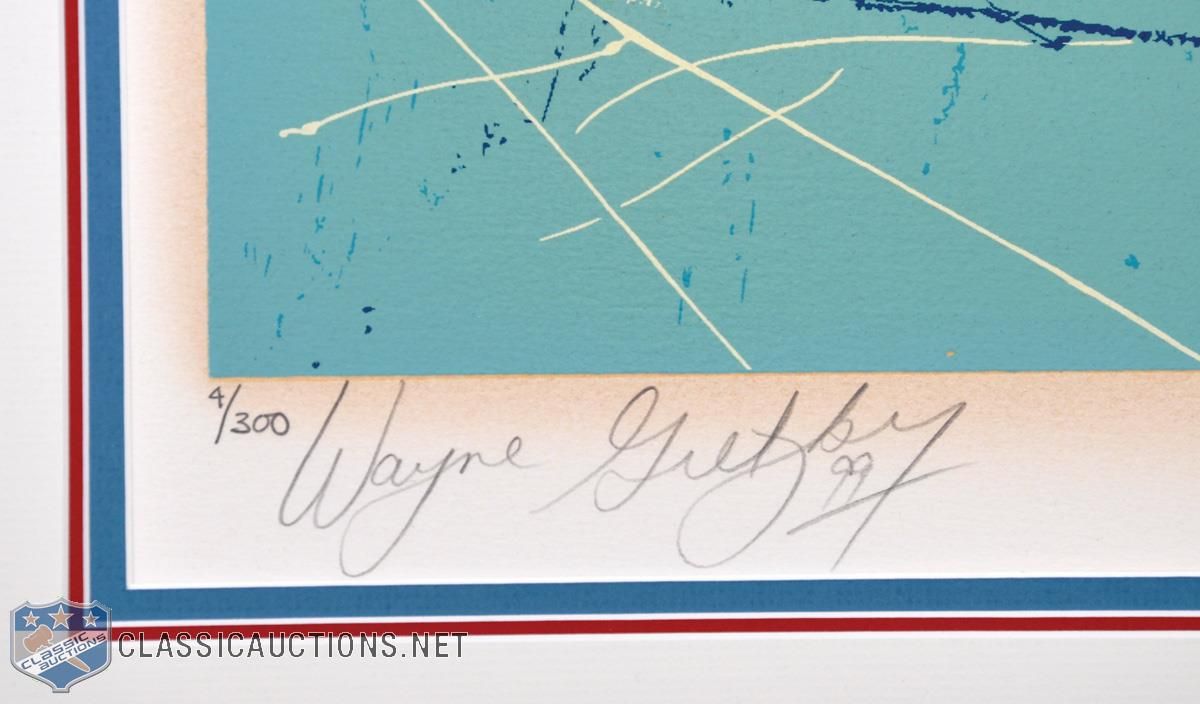 4/300 Wayne Gretzky 99
CLASSIC
AUCTIONS
CLASSICAUCTIONS.NET